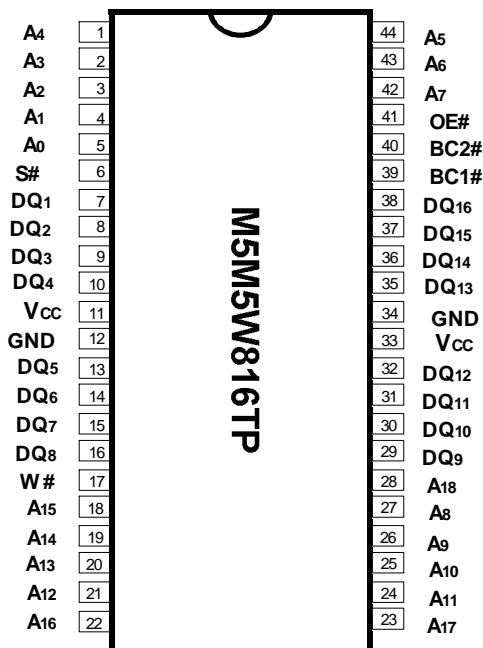 A4 1 44 A5
A3 2 43 A6
A2 3 42 A7
A1 4 41 OE#
A0 5 40 BC2#
S# 6 39 BC1#
DQ1 7 38 DQ16
DQ2 8 37 DQ15
DQ3 9 36 DQ14
DQ4 10 35 DQ13
VCC 11 34 GND
GND 12 33 VCC
DQ5 13 32 DQ12
DQ6 14 31 DQ11
DQ7 15 30 DQ10
DQ8 16 29 DQ9
W# 17 28 A18
A15 18 27 A8
A14 19 26 A9
A13 20 25 A10
A12 21 24 A11
A16 22 23 A17
M5M5W816TP